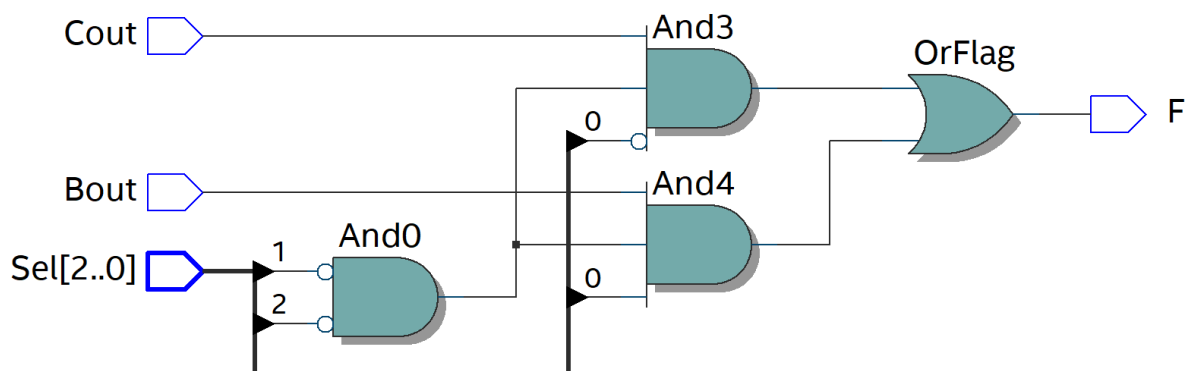 Cout
And3
OrFlag
0
F
Bout
And4
And0
1
Sel[2..0]
0
2